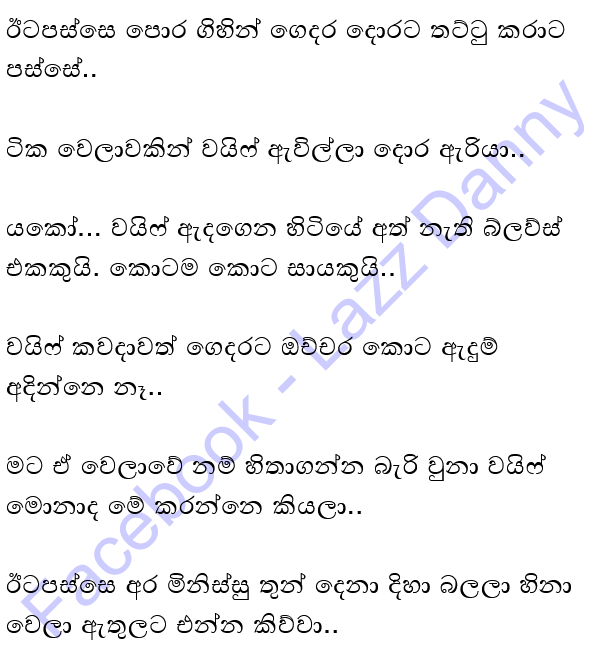 ඊටපස්සෙ පොර ගිහින් ගෙදර දොරට තට්ටු කරාට
පස්සේ..
ටික වෙලාවකින් වයිෆ් ඇවිල්ලා දොර ඇරියා..
යකෝ... වයිෆ් ඇදගෙන හිටියේ අත් නැති බ්ලව්ස්
එකකුයි. කොටම කොට සායකුයි..
වයිෆ් කවදාවත් ගෙදරට ඔච්චර කොට ඇදුම්
අදින්නෙ නෑ..
මට ඒ වෙලාවේ නම් හිතාගන්න බැරි වුනා වයිෆ්
මොනාද මේ කරන්නෙ කියලා..
ඊටපස්සෙ අර මිනිස්සු තුන් දෙනා දිහා බලලා හිනා
වෙලා ඇතුලට එන්න කිව්වා..
Facebook - Lazz Danny